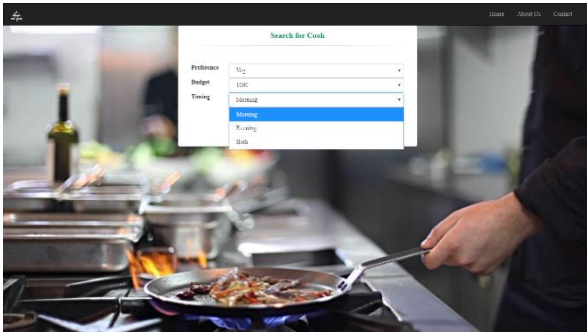 Home About Us Contact
Search for Cook
Preference
Veg
Budget
1000
Timing
Morning
Morning
Evening
Both